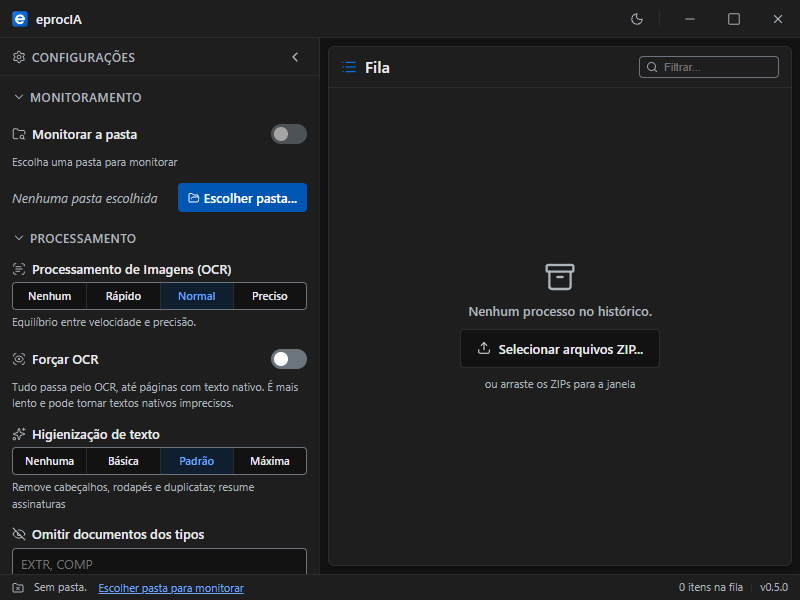 eprocIA
CONFIGURAÇÕES
MONITORAMENTO
Monitorar a pasta
Escolha uma pasta para monitorar
Nenhuma pasta escolhida
Escolher pasta...
PROCESSAMENTO
Processamento de Imagens (OCR)
Nenhum Rápido Normal Preciso
Equilíbrio entre velocidade e precisão.
Forçar OCR
Tudo passa pelo OCR, até páginas com texto nativo. É mais
lento e pode tornar textos nativos imprecisos.
Higienização de texto
Nenhuma Básica Padrão Máxima
Remove cabeçalhos, rodapés e duplicatas; resume
assinaturas
Omitir documentos dos tipos
EXTR, COMP
Fila
Filtrar...
Nenhum processo no histórico.
Selecionar arquivos ZIP...
ou arraste os ZIPs para a janela
Sem pasta. Escolher pasta para monitorar
0 itens na fila v0.5.0